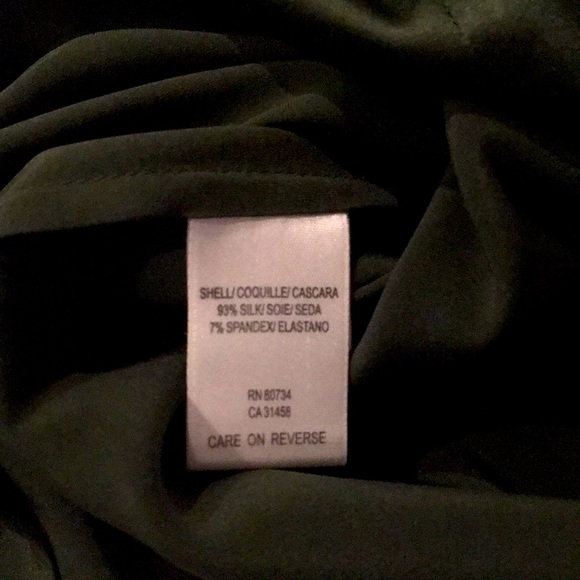 SHELL/ COQUILLE/ CASCARA
93% SILK/ SOIE/ SEDA
7% SPANDEX/ ELASTANO
RN 80734
CA 31458
CARE ON REVERSE